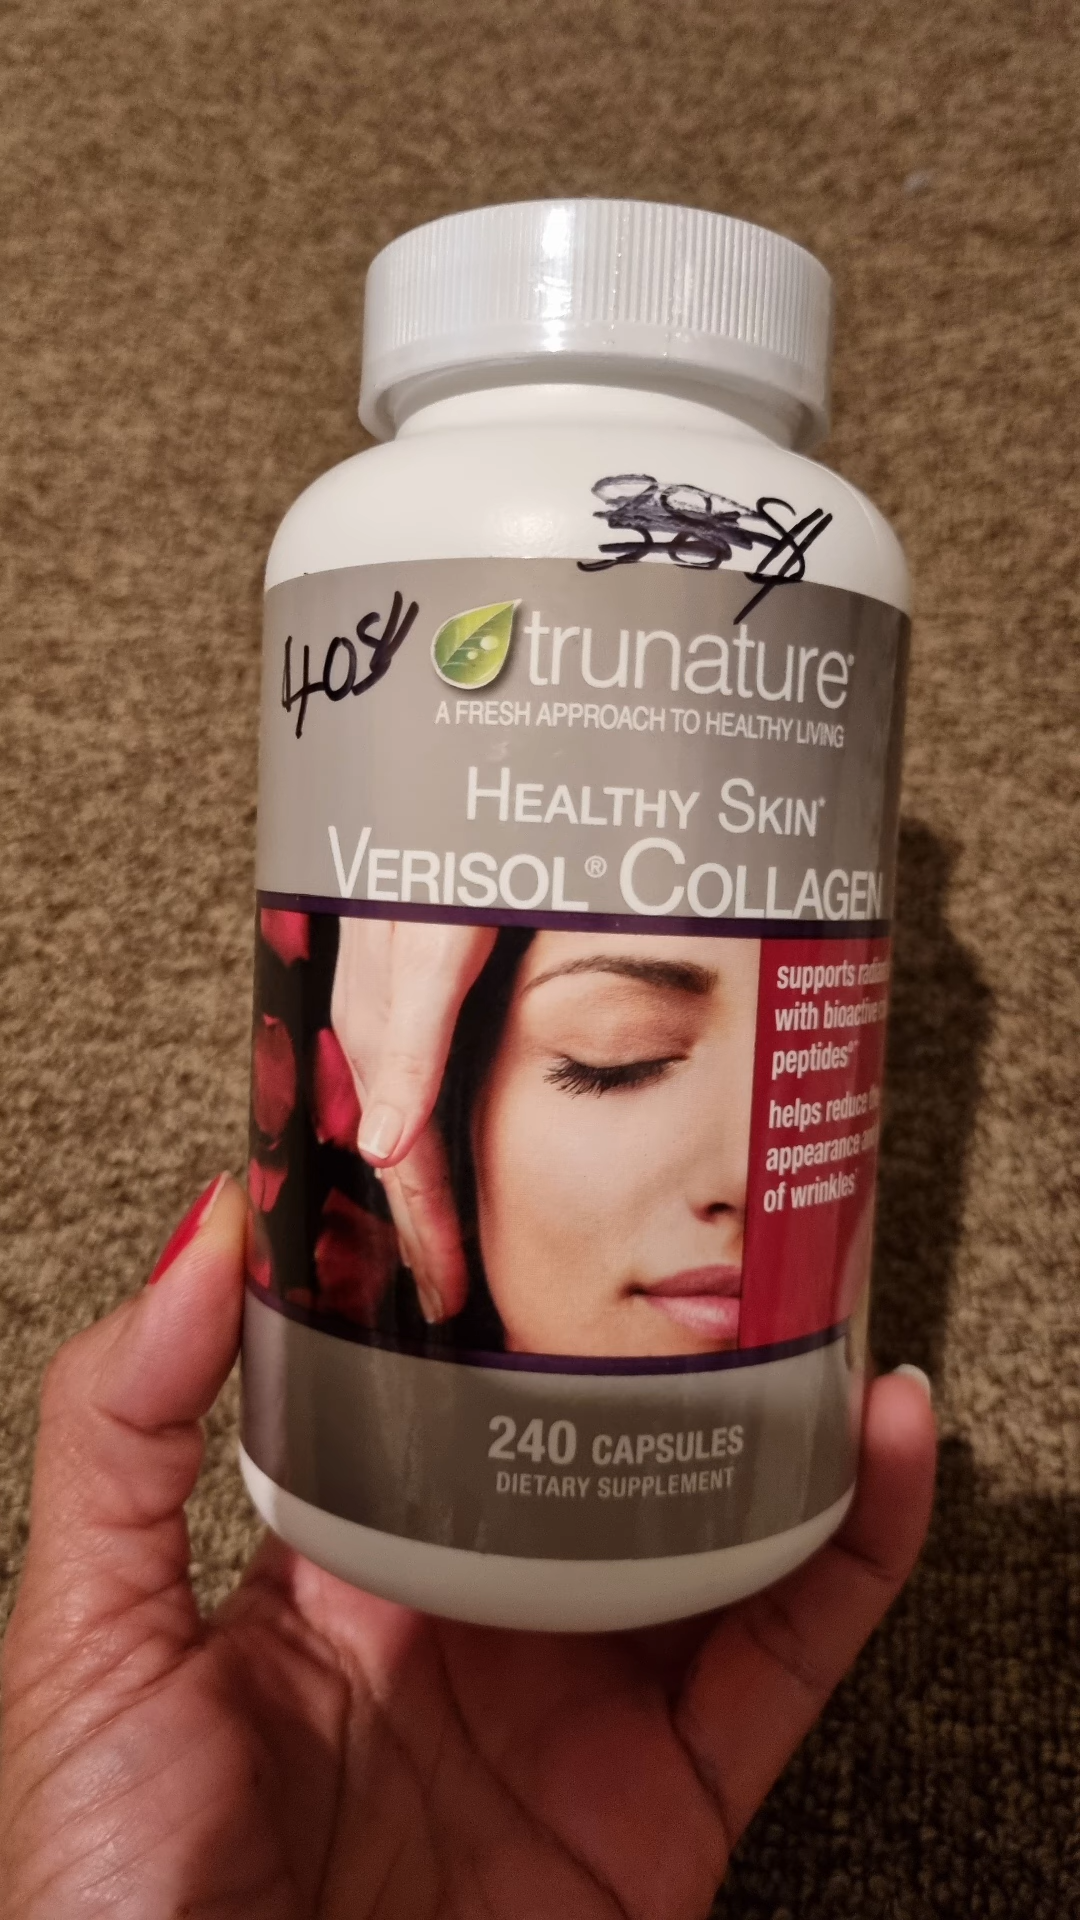 40$
trunature®
A FRESH APPROACH TO HEALTHY LIVING
HEALTHY SKIN*
VERISOL® COLLAGEN
supports
with bioactive
peptides*
helps reduce
appearance
of wrinkles*
240 CAPSULES
DIETARY SUPPLEMENT